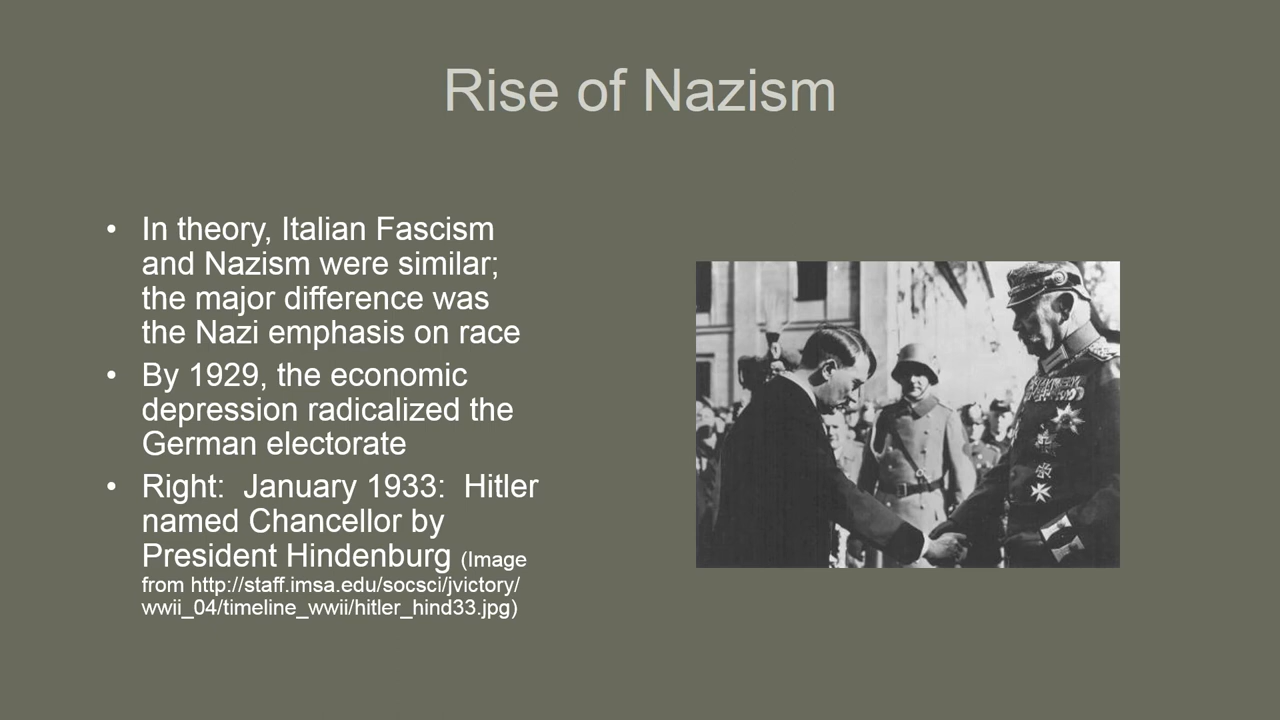 Rise of Nazism
• In theory, Italian Fascism
and Nazism were similar;
the major difference was
the Nazi emphasis on race
• By 1929, the economic
depression radicalized the
German electorate
• Right:  January 1933:  Hitler
named Chancellor by
President Hindenburg (Image
from http://staff.imsa.edu/socsci/jvictory/
wwii_04/timeline_wwii/hitler_hind33.jpg)